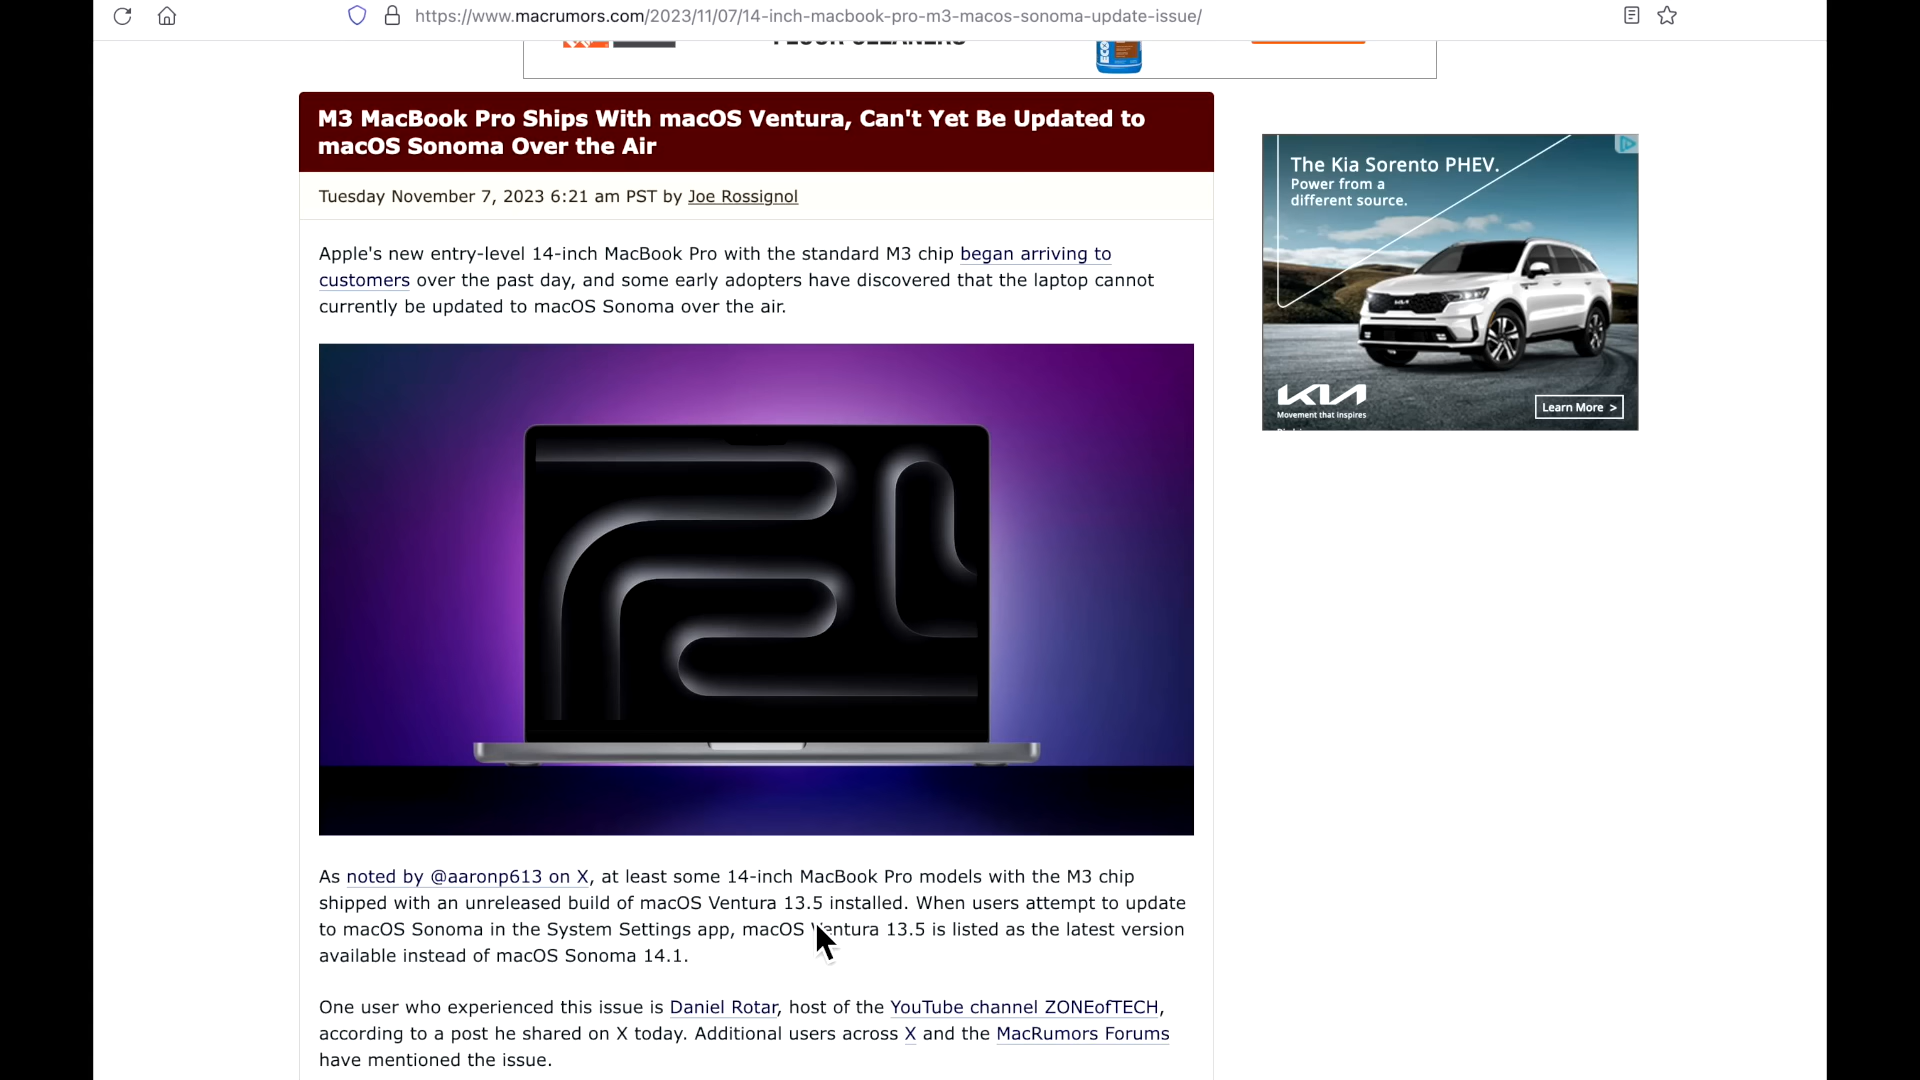 https://www.macrumors.com/2023/11/07/14-inch-macbook-pro-m3-macos-sonoma-update-issue/
M3 MacBook Pro Ships With macOS Ventura, Can't Yet Be Updated to
macOS Sonoma Over the Air
Tuesday November 7, 2023 6:21 am PST by Joe Rossignol
Apple's new entry-level 14-inch MacBook Pro with the standard M3 chip began arriving to
customers over the past day, and some early adopters have discovered that the laptop cannot
currently be updated to macOS Sonoma over the air.
The Kia Sorento PHEV.
Power from a
different source.
KIA
Movement that inspires
Learn More >
As noted by @aaronp613 on X, at least some 14-inch MacBook Pro models with the M3 chip
shipped with an unreleased build of macOS Ventura 13.5 installed. When users attempt to update
to macOS Sonoma in the System Settings app, macOS Ventura 13.5 is listed as the latest version
available instead of macOS Sonoma 14.1.
One user who experienced this issue is Daniel Rotar, host of the YouTube channel ZONEofTECH,
according to a post he shared on X today. Additional users across X and the MacRumors Forums
have mentioned the issue.